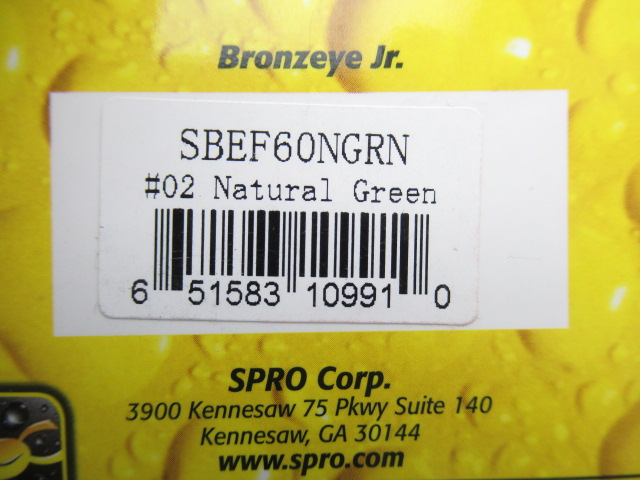 Bronzeye Jr.
SBEF60NGRN
#02 Natural Green
6 51583 10991 0
SPRO Corp.
3900 Kennesaw 75 Pkwy Suite 140
Kennesaw, GA 30144
www.spro.com